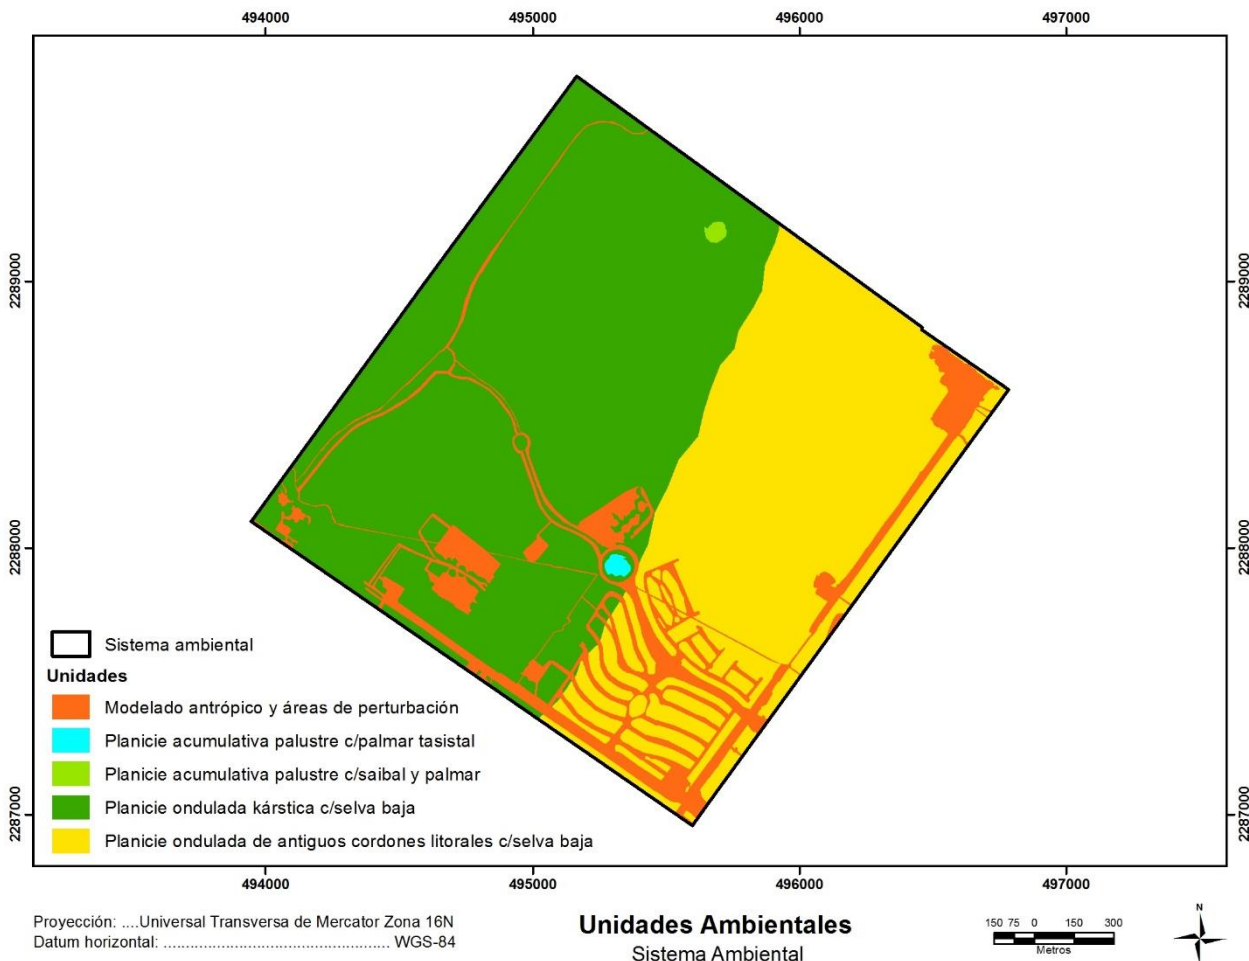 494000 495000 496000 497000
2289000 2289000
2288000 2288000
2287000 2287000
Sistema ambiental
Unidades
Modelado antrópico y áreas de perturbación
Planicie acumulativa palustre c/palmar tasistal
Planicie acumulativa palustre c/saibal y palmar
Planicie ondulada kárstica c/selva baja
Planicie ondulada de antiguos cordones litorales c/selva baja
494000 495000 496000 497000
Proyección: ....Universal Transversa de Mercator Zona 16N
Datum horizontal: .................................................. WGS-84
Unidades Ambientales
Sistema Ambiental
150 75 0 150 300
Metros
N